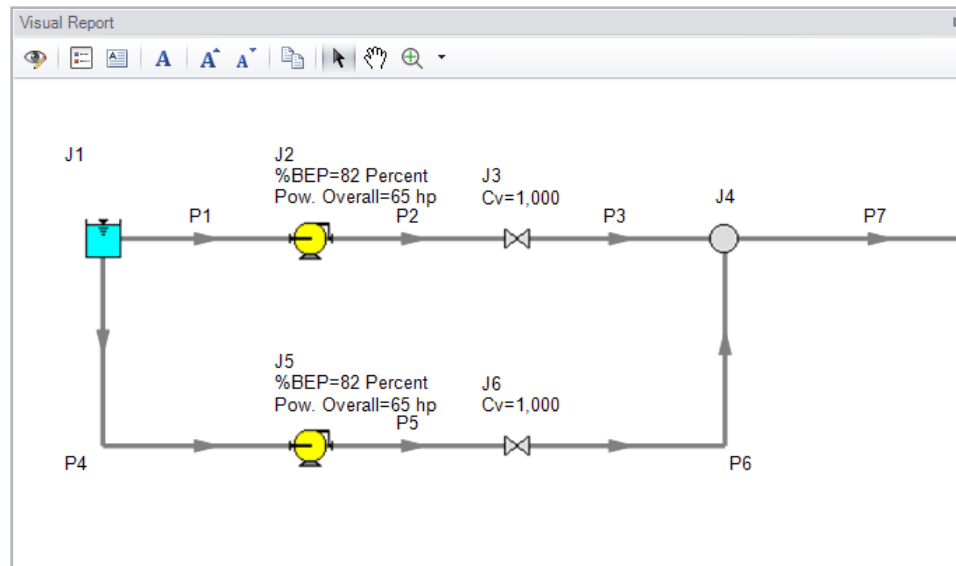 Visual Report
A A A
J1
J2
%BEP=82 Percent
Pow. Overall=65 hp
J3
Cv=1,000
J4
P1
P2
P3
P7
J5
%BEP=82 Percent
Pow. Overall=65 hp
J6
Cv=1,000
P5
P4
P6